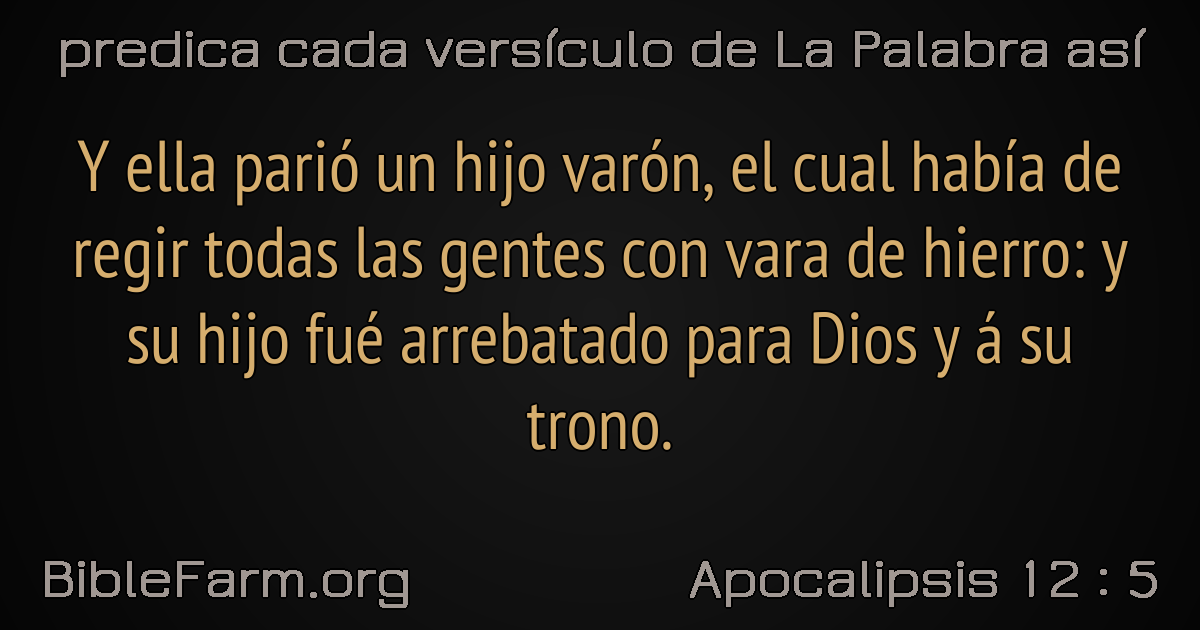 predica cada versículo de La Palabra así
Y ella parió un hijo varón, el cual había de
regir todas las gentes con vara de hierro: y
su hijo fué arrebatado para Dios y á su
trono.
BibleFarm.org
Apocalipsis 12 : 5